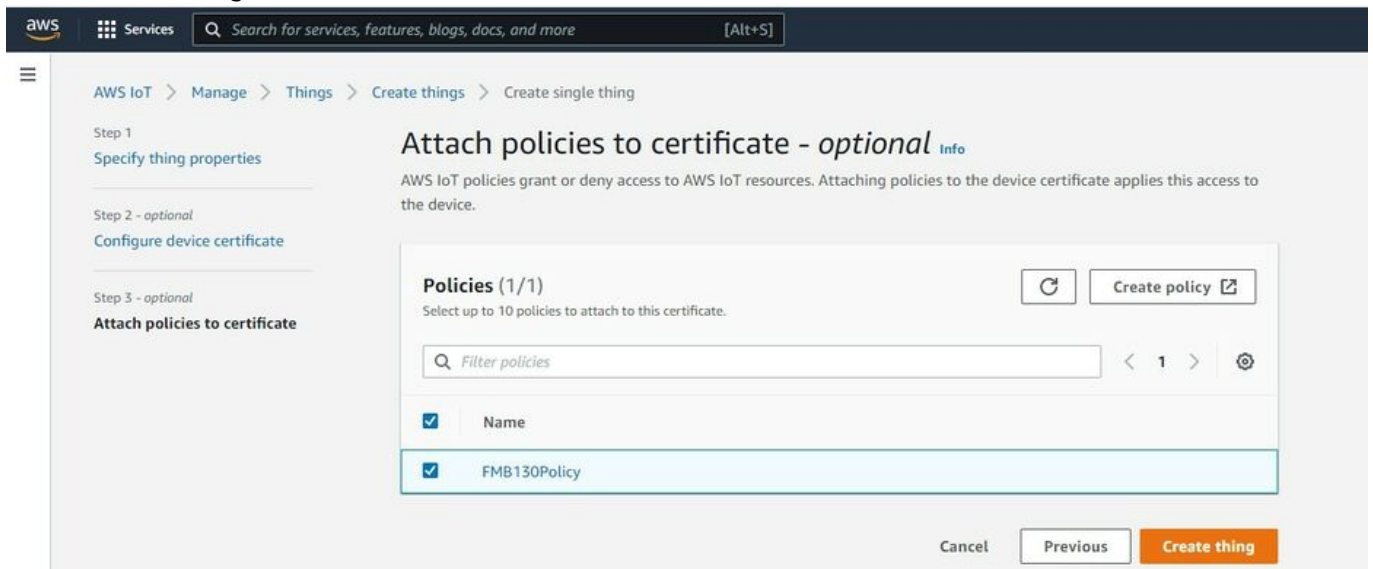 aws
Services
Search for services, features, blogs, docs, and more
[Alt+S]
AWS IoT > Manage > Things > Create things > Create single thing
Step 1
Specify thing properties
Step 2 - optional
Configure device certificate
Step 3 - optional
Attach policies to certificate
Attach policies to certificate - optional Info
AWS IoT policies grant or deny access to AWS IoT resources. Attaching policies to the device certificate applies this access to
the device.
Policies (1/1)
Select up to 10 policies to attach to this certificate.
Create policy
Filter policies
< 1 >
Name
FMB130Policy
Cancel
Previous
Create thing